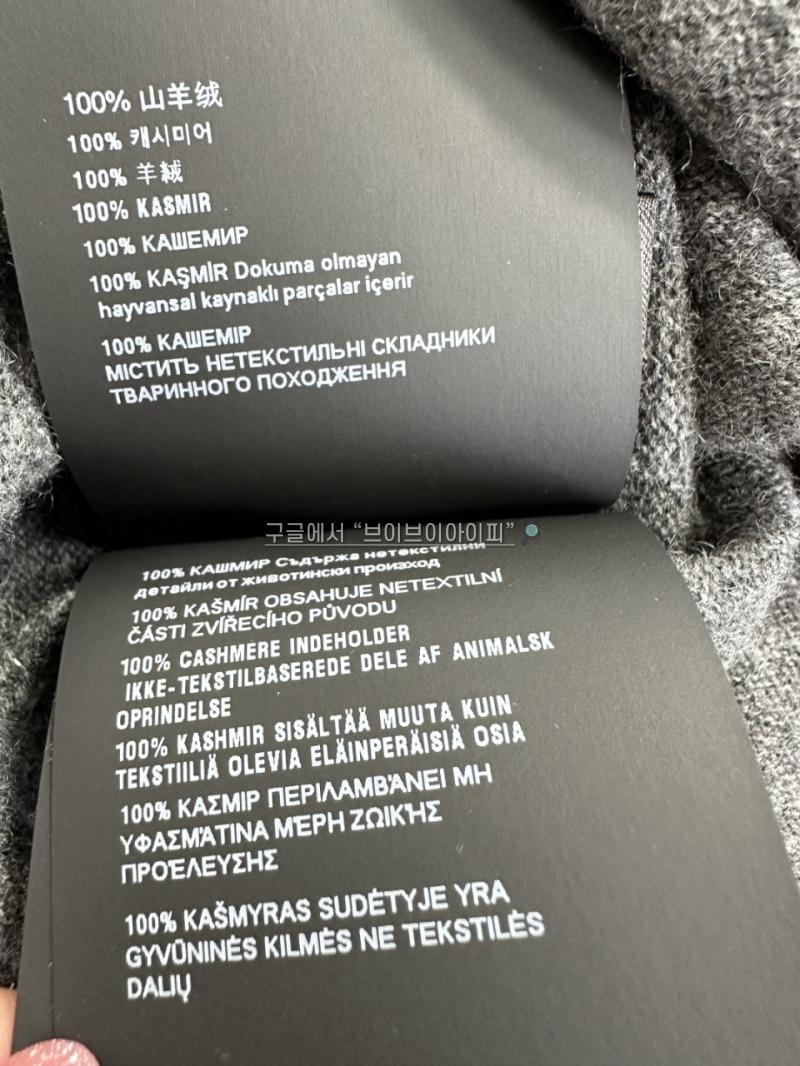 100% 山羊绒
100% 캐시미어
100% 羊絨
100% KASMIR
100% КАШЕМИР
100% KAŞMİR Dokuma olmayan
hayvansal kaynaklı parçalar içerir
100% КАШЕМІР
МІСТИТЬ НЕТЕКСТИЛЬНІ СКЛАДНИКИ
ТВАРИННОГО ПОХОДЖЕННЯ
구글에서 “브이브이아이피”
100% КАШМИР Съдържа нетекстилни
детайли от животински произход
100% KAŠMÍR OBSAHUJE NETEXTILNÍ
ČÁSTI ZVÍŘECÍHO PŮVODU
100% CASHMERE INDEHOLDER
IKKE-TEKSTILBASEREDE DELE AF ANIMALSK
OPRINDELSE
100% KASHMIR SISÄLTÄÄ MUUTA KUIN
TEKSTIILIÄ OLEVIA ELÄINPERÄISIÄ OSIA
100% ΚΑΣΜΙΡ ΠΕΡΙΛΑΜΒΆΝΕΙ ΜΗ
ΥΦΑΣΜΆΤΙΝΑ ΜΈΡΗ ΖΩΙΚΉΣ
ΠΡΟΈΛΕΥΣΗΣ
100% KAŠMYRAS SUDĖTYJE YRA
GYVŪNINĖS KILMĖS NE TEKSTILĖS
DALIŲ